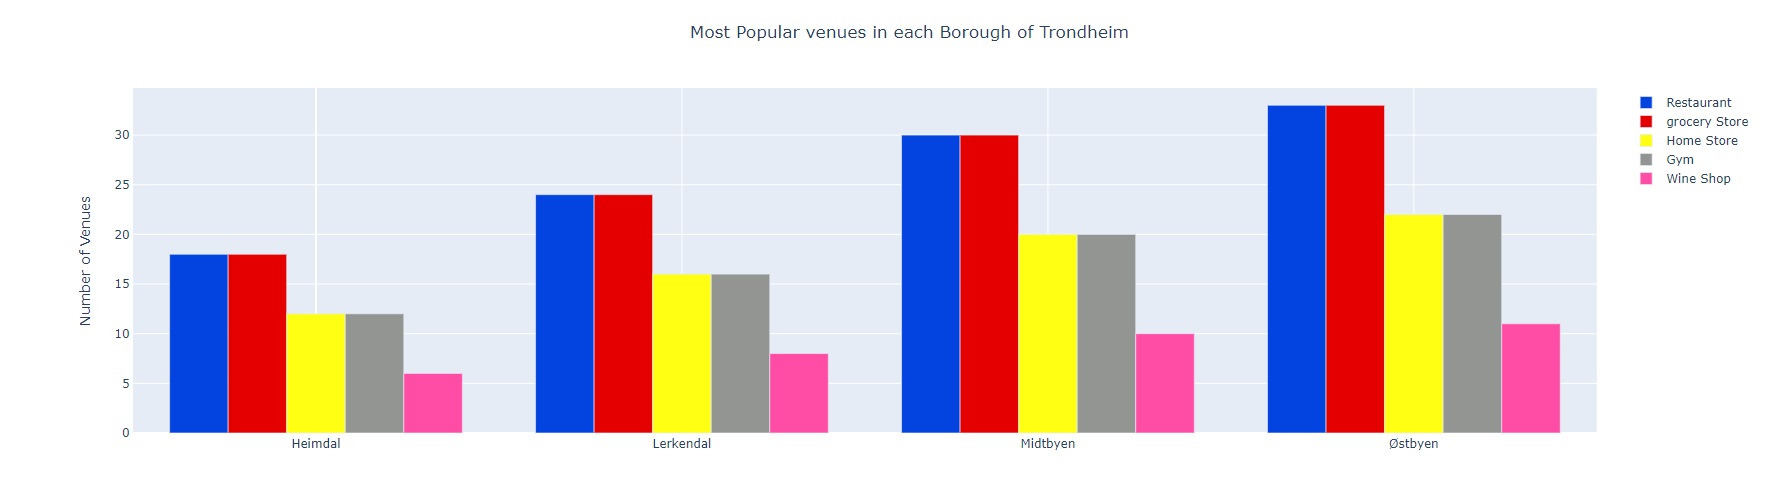 Most Popular venues in each Borough of Trondheim
Number of Venues
30
25
20
15
10
5
0
Heimdal
Lerkendal
Midtbyen
Østbyen
Restaurant
grocery Store
Home Store
Gym
Wine Shop